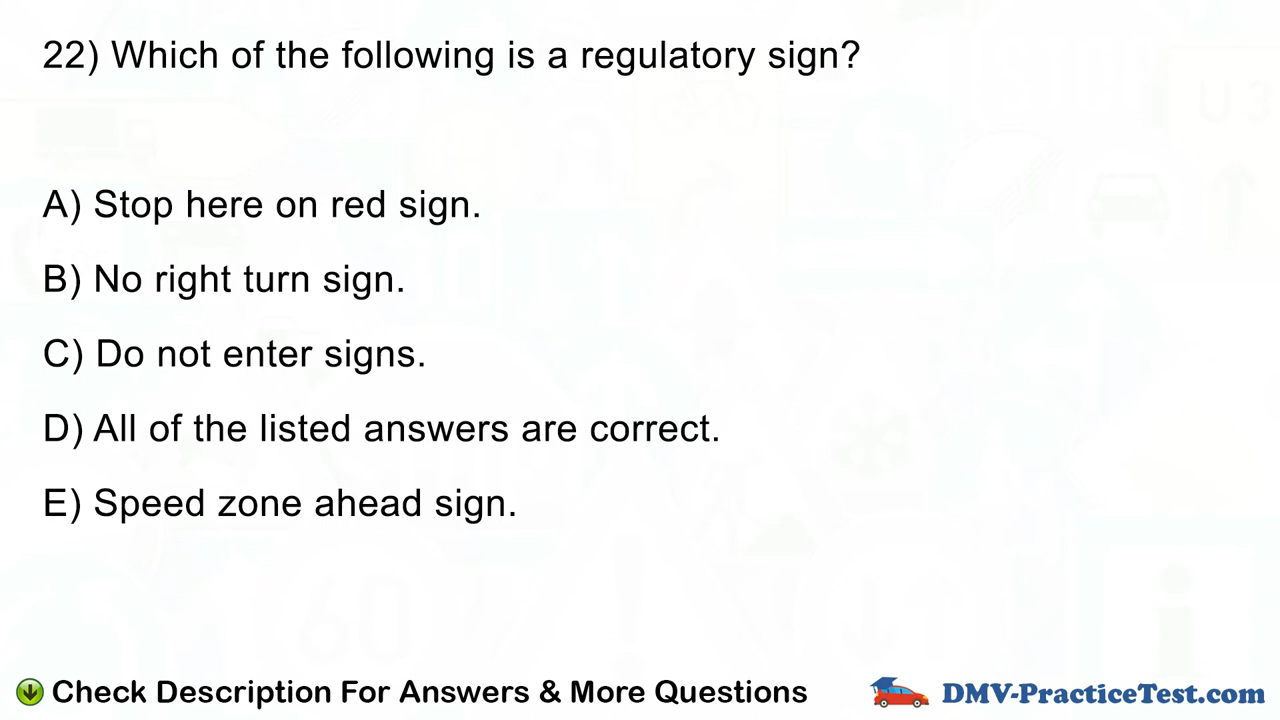 22) Which of the following is a regulatory sign?
A) Stop here on red sign.
B) No right turn sign.
C) Do not enter signs.
D) All of the listed answers are correct.
E) Speed zone ahead sign.
Check Description For Answers & More Questions
DMV-PracticeTest.com